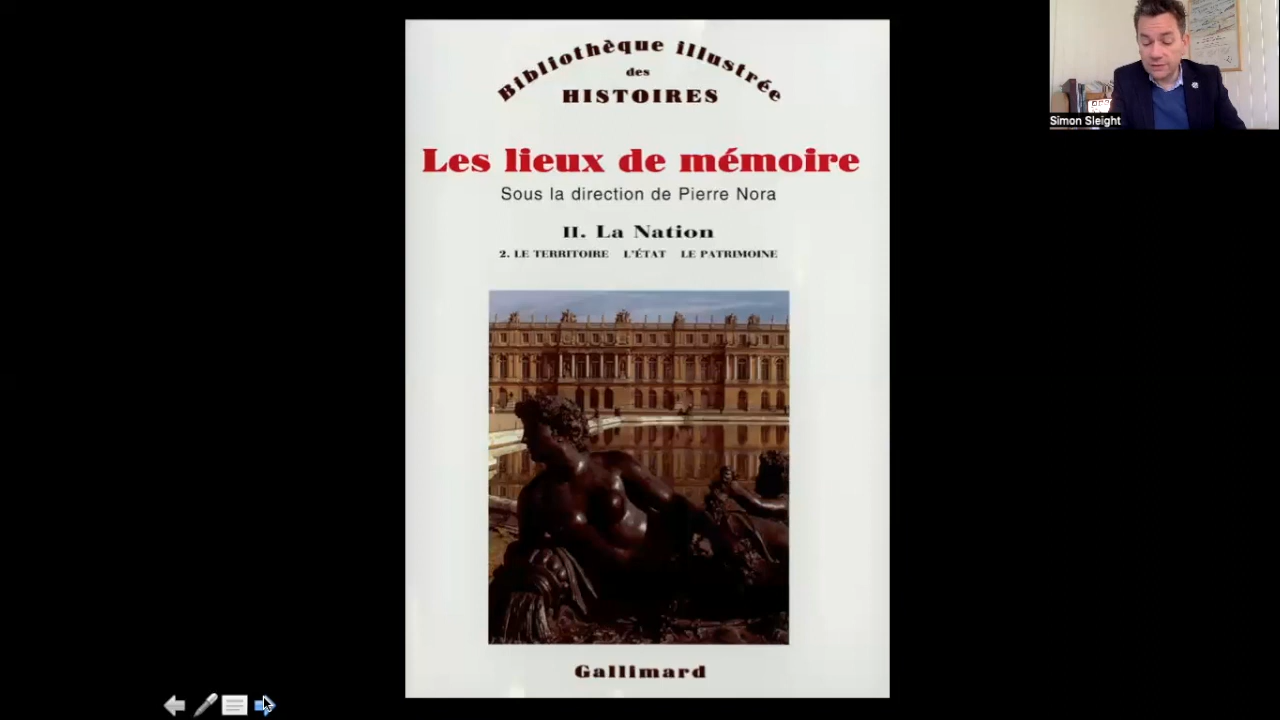 Bibliothèque illustrée
des
HISTOIRES
Les lieux de mémoire
Sous la direction de Pierre Nora
II. La Nation
2. LE TERRITOIRE L'ÉTAT LE PATRIMOINE
Gallimard
Simon Sleight